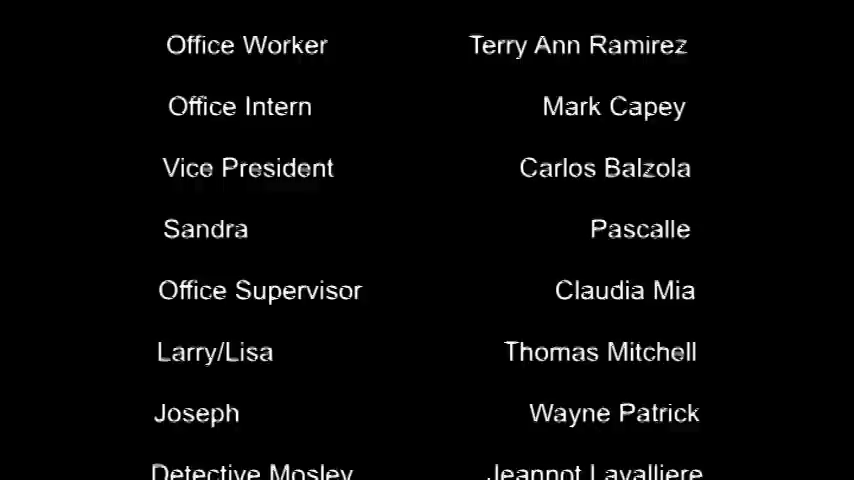 Office Worker Terry Ann Ramirez
Office Intern Mark Capey
Vice President Carlos Balzola
Sandra Pascalle
Office Supervisor Claudia Mia
Larry/Lisa Thomas Mitchell
Joseph Wayne Patrick
Detective Mosley Jeannot Lavalliere